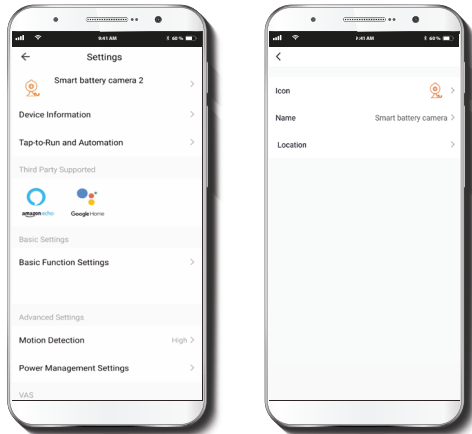 9:41 AM
60%
Settings
Smart battery camera 2
Device Information
Tap-to-Run and Automation
Third Party Supported
amazon echo
Google Home
Basic Settings
Basic Function Settings
Advanced Settings
Motion Detection
High
Power Management Settings
VAS
9:41 AM
60%
Icon
Name
Smart battery camera
Location